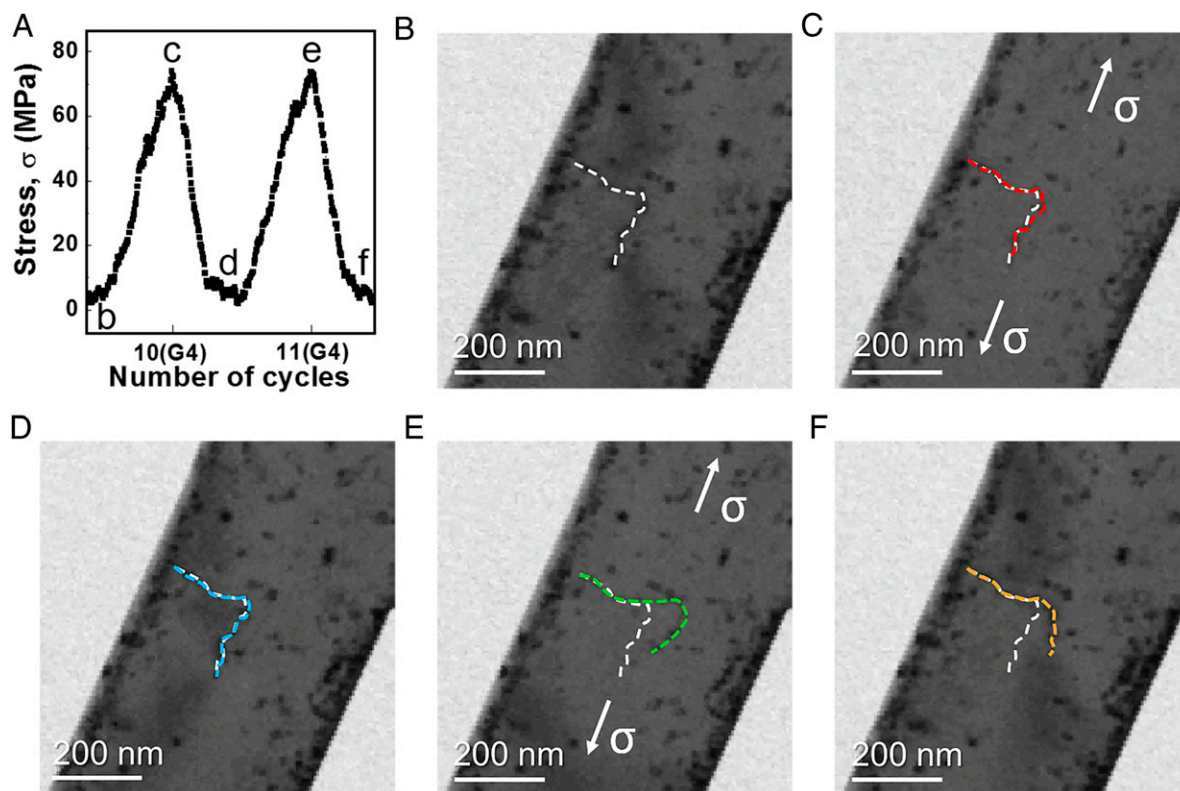 A
Stress, σ (MPa)
80
60
40
20
0
c
e
b
d
f
10(G4)
11(G4)
Number of cycles
B
200 nm
C
σ
σ
200 nm
D
200 nm
E
σ
σ
200 nm
F
200 nm